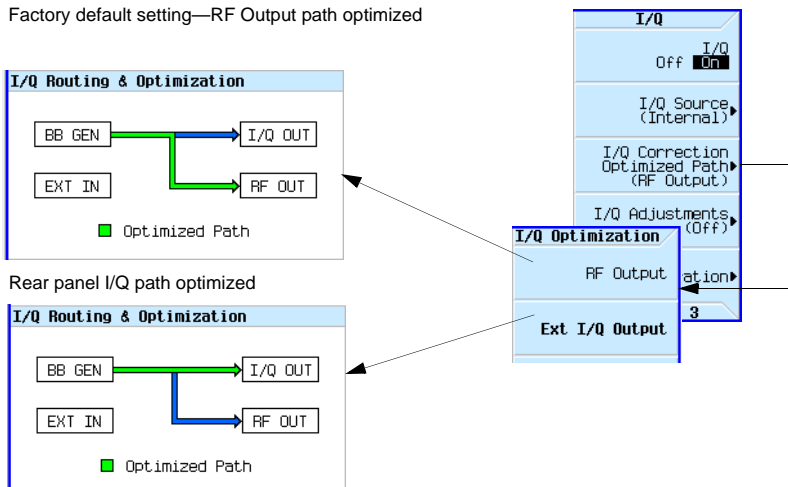 Factory default setting—RF Output path optimized
I/Q Routing & Optimization
BB GEN
I/Q OUT
EXT IN
RF OUT
Optimized Path
Rear panel I/Q path optimized
I/Q Routing & Optimization
BB GEN
I/Q OUT
EXT IN
RF OUT
Optimized Path
I/Q
I/Q
Off On
I/Q Source
(Internal)
I/Q Correction
Optimized Path
(RF Output)
I/Q Adjustments
(Off)
ation
3
I/Q Optimization
RF Output
Ext I/Q Output